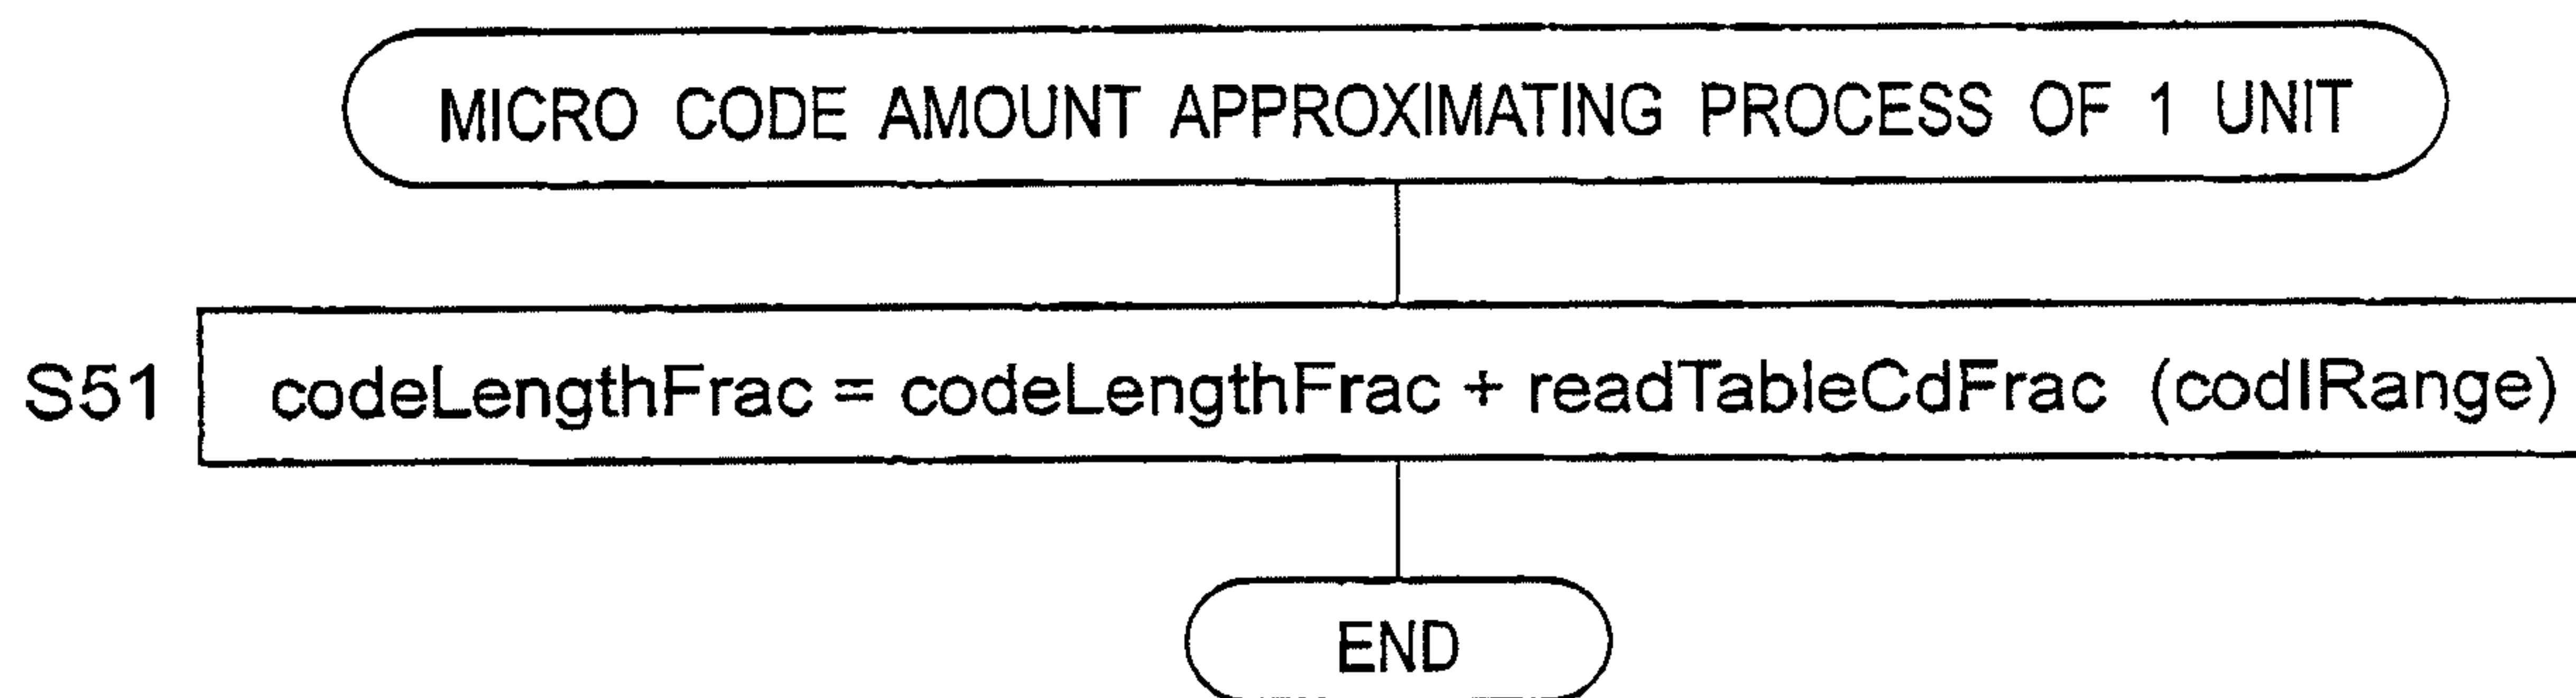 MICRO CODE AMOUNT APPROXIMATING PROCESS OF 1 UNIT
S51 codeLengthFrac = codeLengthFrac + readTableCdFrac (codIRange)
END